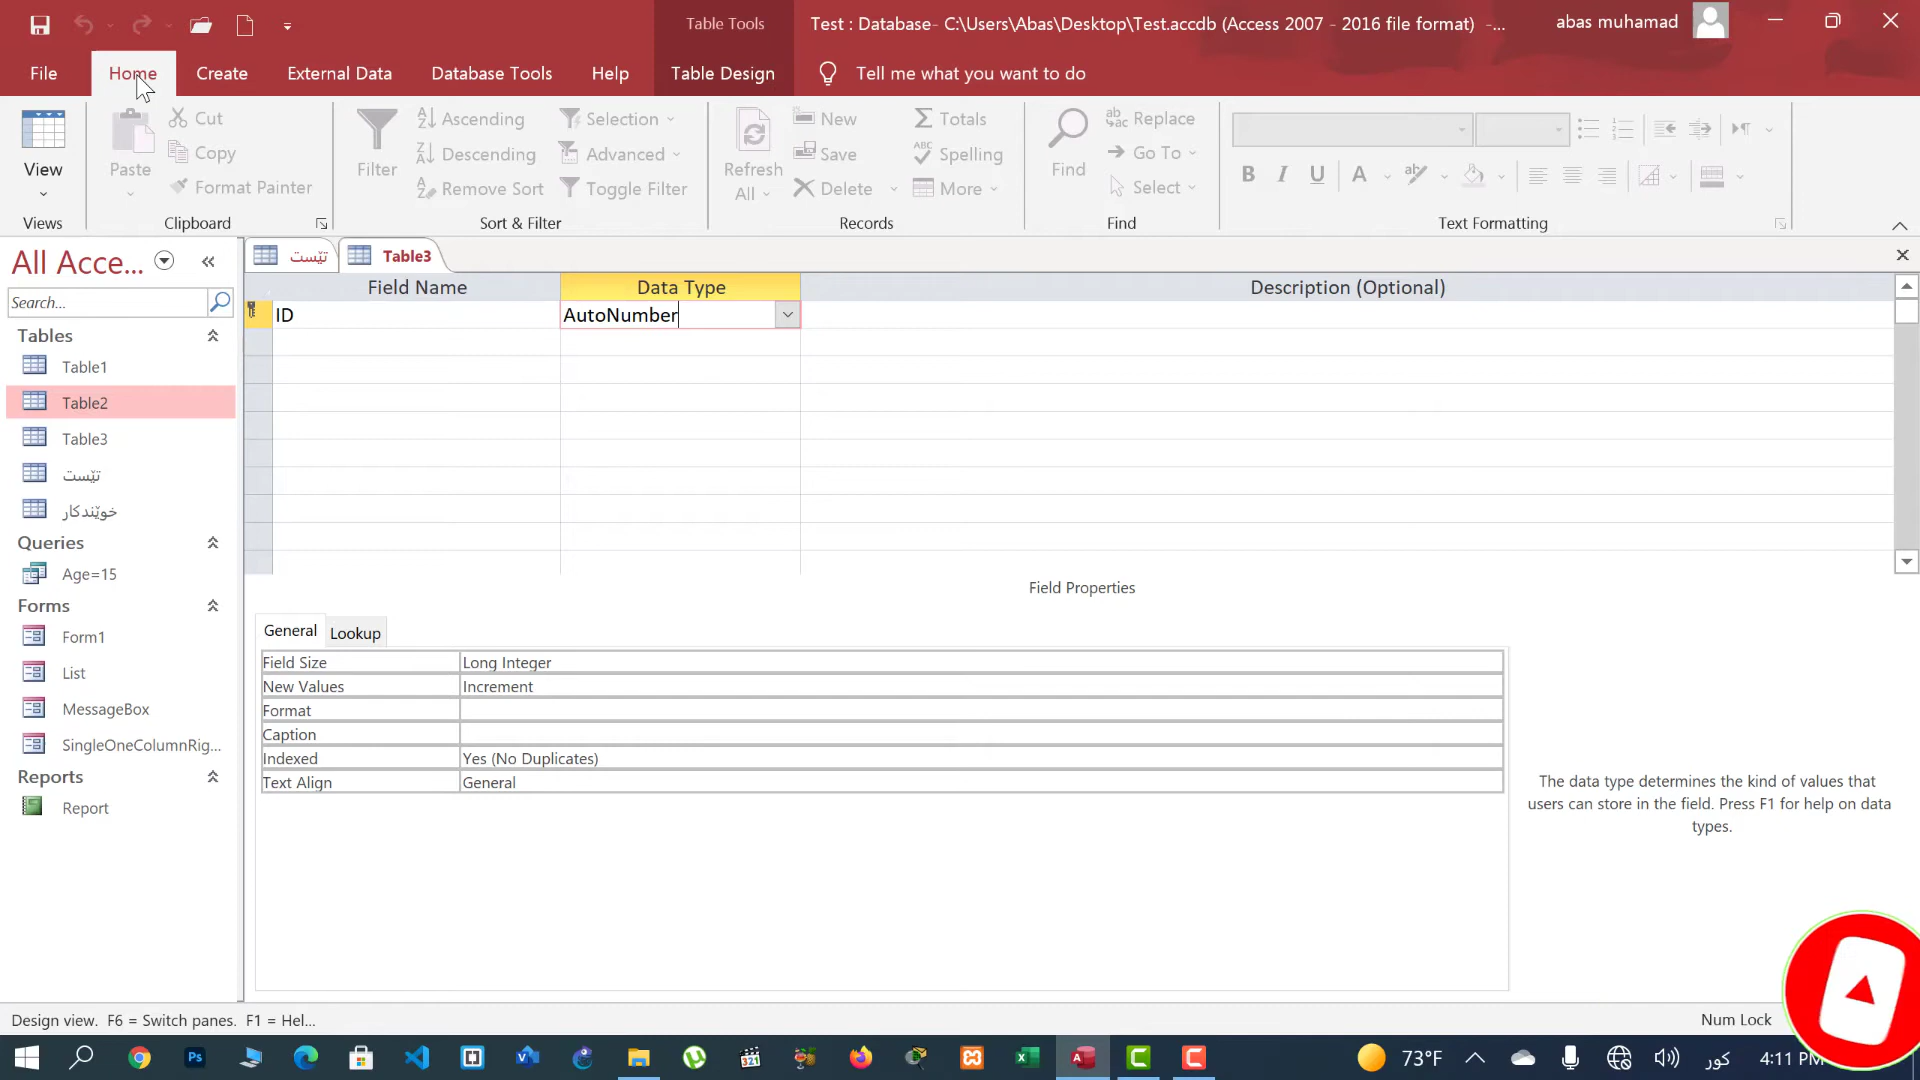 Table Tools
Test : Database- C:\Users\Abas\Desktop\Test.accdb (Access 2007 - 2016 file format) -...
abas muhamad
File
Home
Create
External Data
Database Tools
Help
Table Design
Tell me what you want to do
View
Paste
Cut
Copy
Format Painter
Filter
Ascending
Descending
Remove Sort
Selection
Advanced
Toggle Filter
Refresh
All
New
Save
Delete
Totals
Spelling
More
Find
Replace
Go To
Select
B I U A
Views
Clipboard
Sort & Filter
Records
Find
Text Formatting
All Acce...
Search...
Tables
Table1
Table2
Table3
تێست
خوێندکار
Queries
Age=15
Forms
Form1
List
MessageBox
SingleOneColumnRig...
Reports
Report
تێست
Table3
Field Name
Data Type
Description (Optional)
ID
AutoNumber
Field Properties
General
Lookup
Field Size
Long Integer
New Values
Increment
Format
Caption
Indexed
Yes (No Duplicates)
Text Align
General
The data type determines the kind of values that
users can store in the field. Press F1 for help on data
types.
Design view. F6 = Switch panes. F1 = Hel...
Num Lock
73°F
کور
4:11 PM